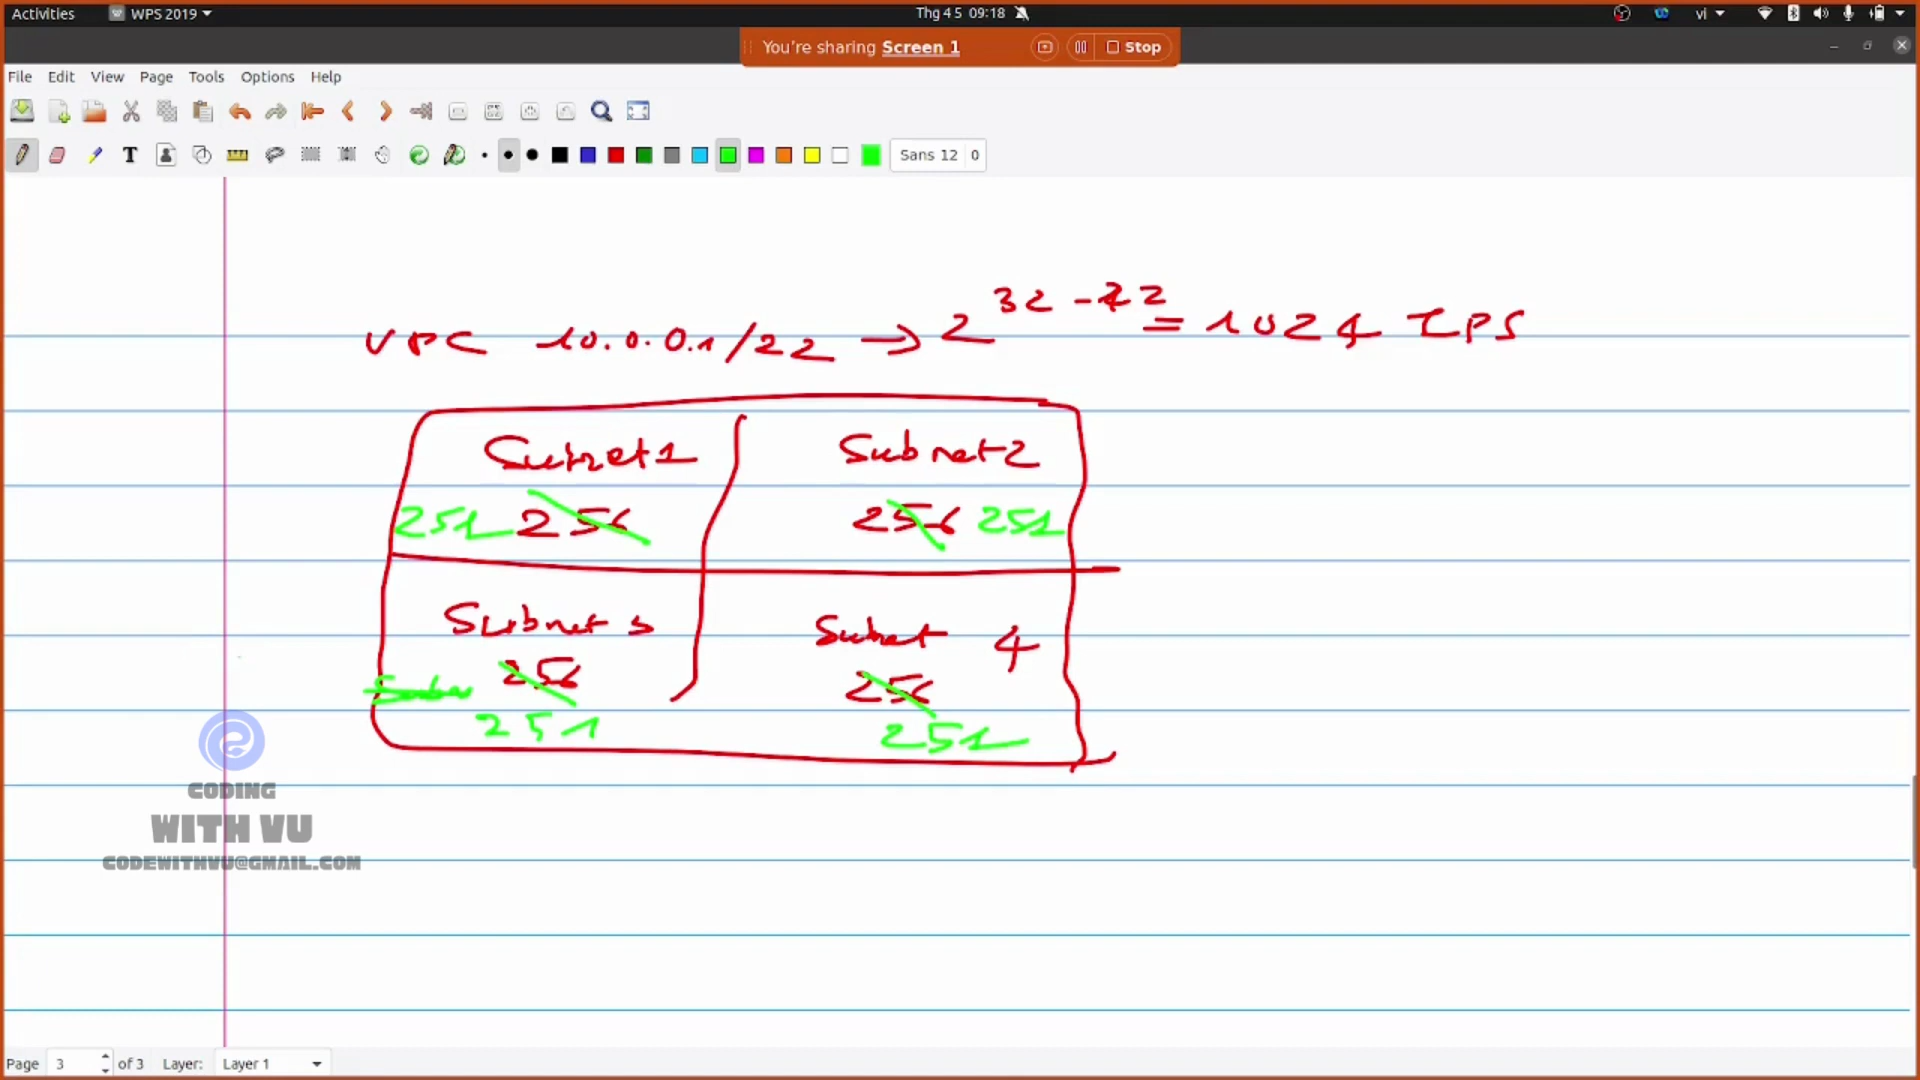 Activities WPS 2019 Thg 4 5 09:18 vi
You're sharing Screen 1 Stop
File Edit View Page Tools Options Help
T Sans 12 0
VPC 10.0.0.1/22 → 2^32-22 = 1024 IPS
Subnet1 Subnet2
251 256 256 251
Subnet 3 Subnet 4
256 256
251 251
CODING
WITH VU
CODEWITHVU@GMAIL.COM
Page 3 of 3 Layer: Layer 1